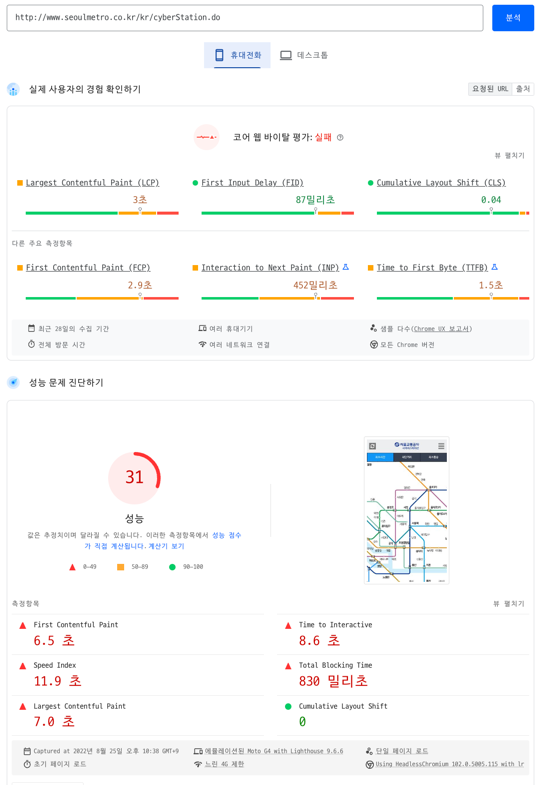 http://www.seoulmetro.co.kr/kr/cyberStation.do
분석
휴대전화
데스크톱
실제 사용자의 경험 확인하기
요청된 URL
출처
코어 웹 바이탈 평가: 실패
뷰 펼치기
Largest Contentful Paint (LCP)
First Input Delay (FID)
Cumulative Layout Shift (CLS)
3초
87밀리초
0.04
다른 주요 측정항목
First Contentful Paint (FCP)
Interaction to Next Paint (INP)
Time to First Byte (TTFB)
2.9초
452밀리초
1.5초
최근 28일의 수집 기간
여러 휴대기기
샘플 다수(Chrome UX 보고서)
전체 방문 시간
여러 네트워크 연결
모든 Chrome 버전
성능 문제 진단하기
31
성능
값은 추정치이며 달라질 수 있습니다. 이러한 측정항목에서 성능 점수
가 직접 계산됩니다. 계산기 보기
0–49
50–89
90–100
서울교통공사
측정항목
뷰 펼치기
First Contentful Paint
6.5 초
Time to Interactive
8.6 초
Speed Index
11.9 초
Total Blocking Time
830 밀리초
Largest Contentful Paint
7.0 초
Cumulative Layout Shift
0
Captured at 2022년 8월 25일 오후 10:38 GMT+9
에뮬레이션된 Moto G4 with Lighthouse 9.6.6
단일 페이지 로드
초기 페이지 로드
느린 4G 제한
Using HeadlessChromium 102.0.5005.115 with lr